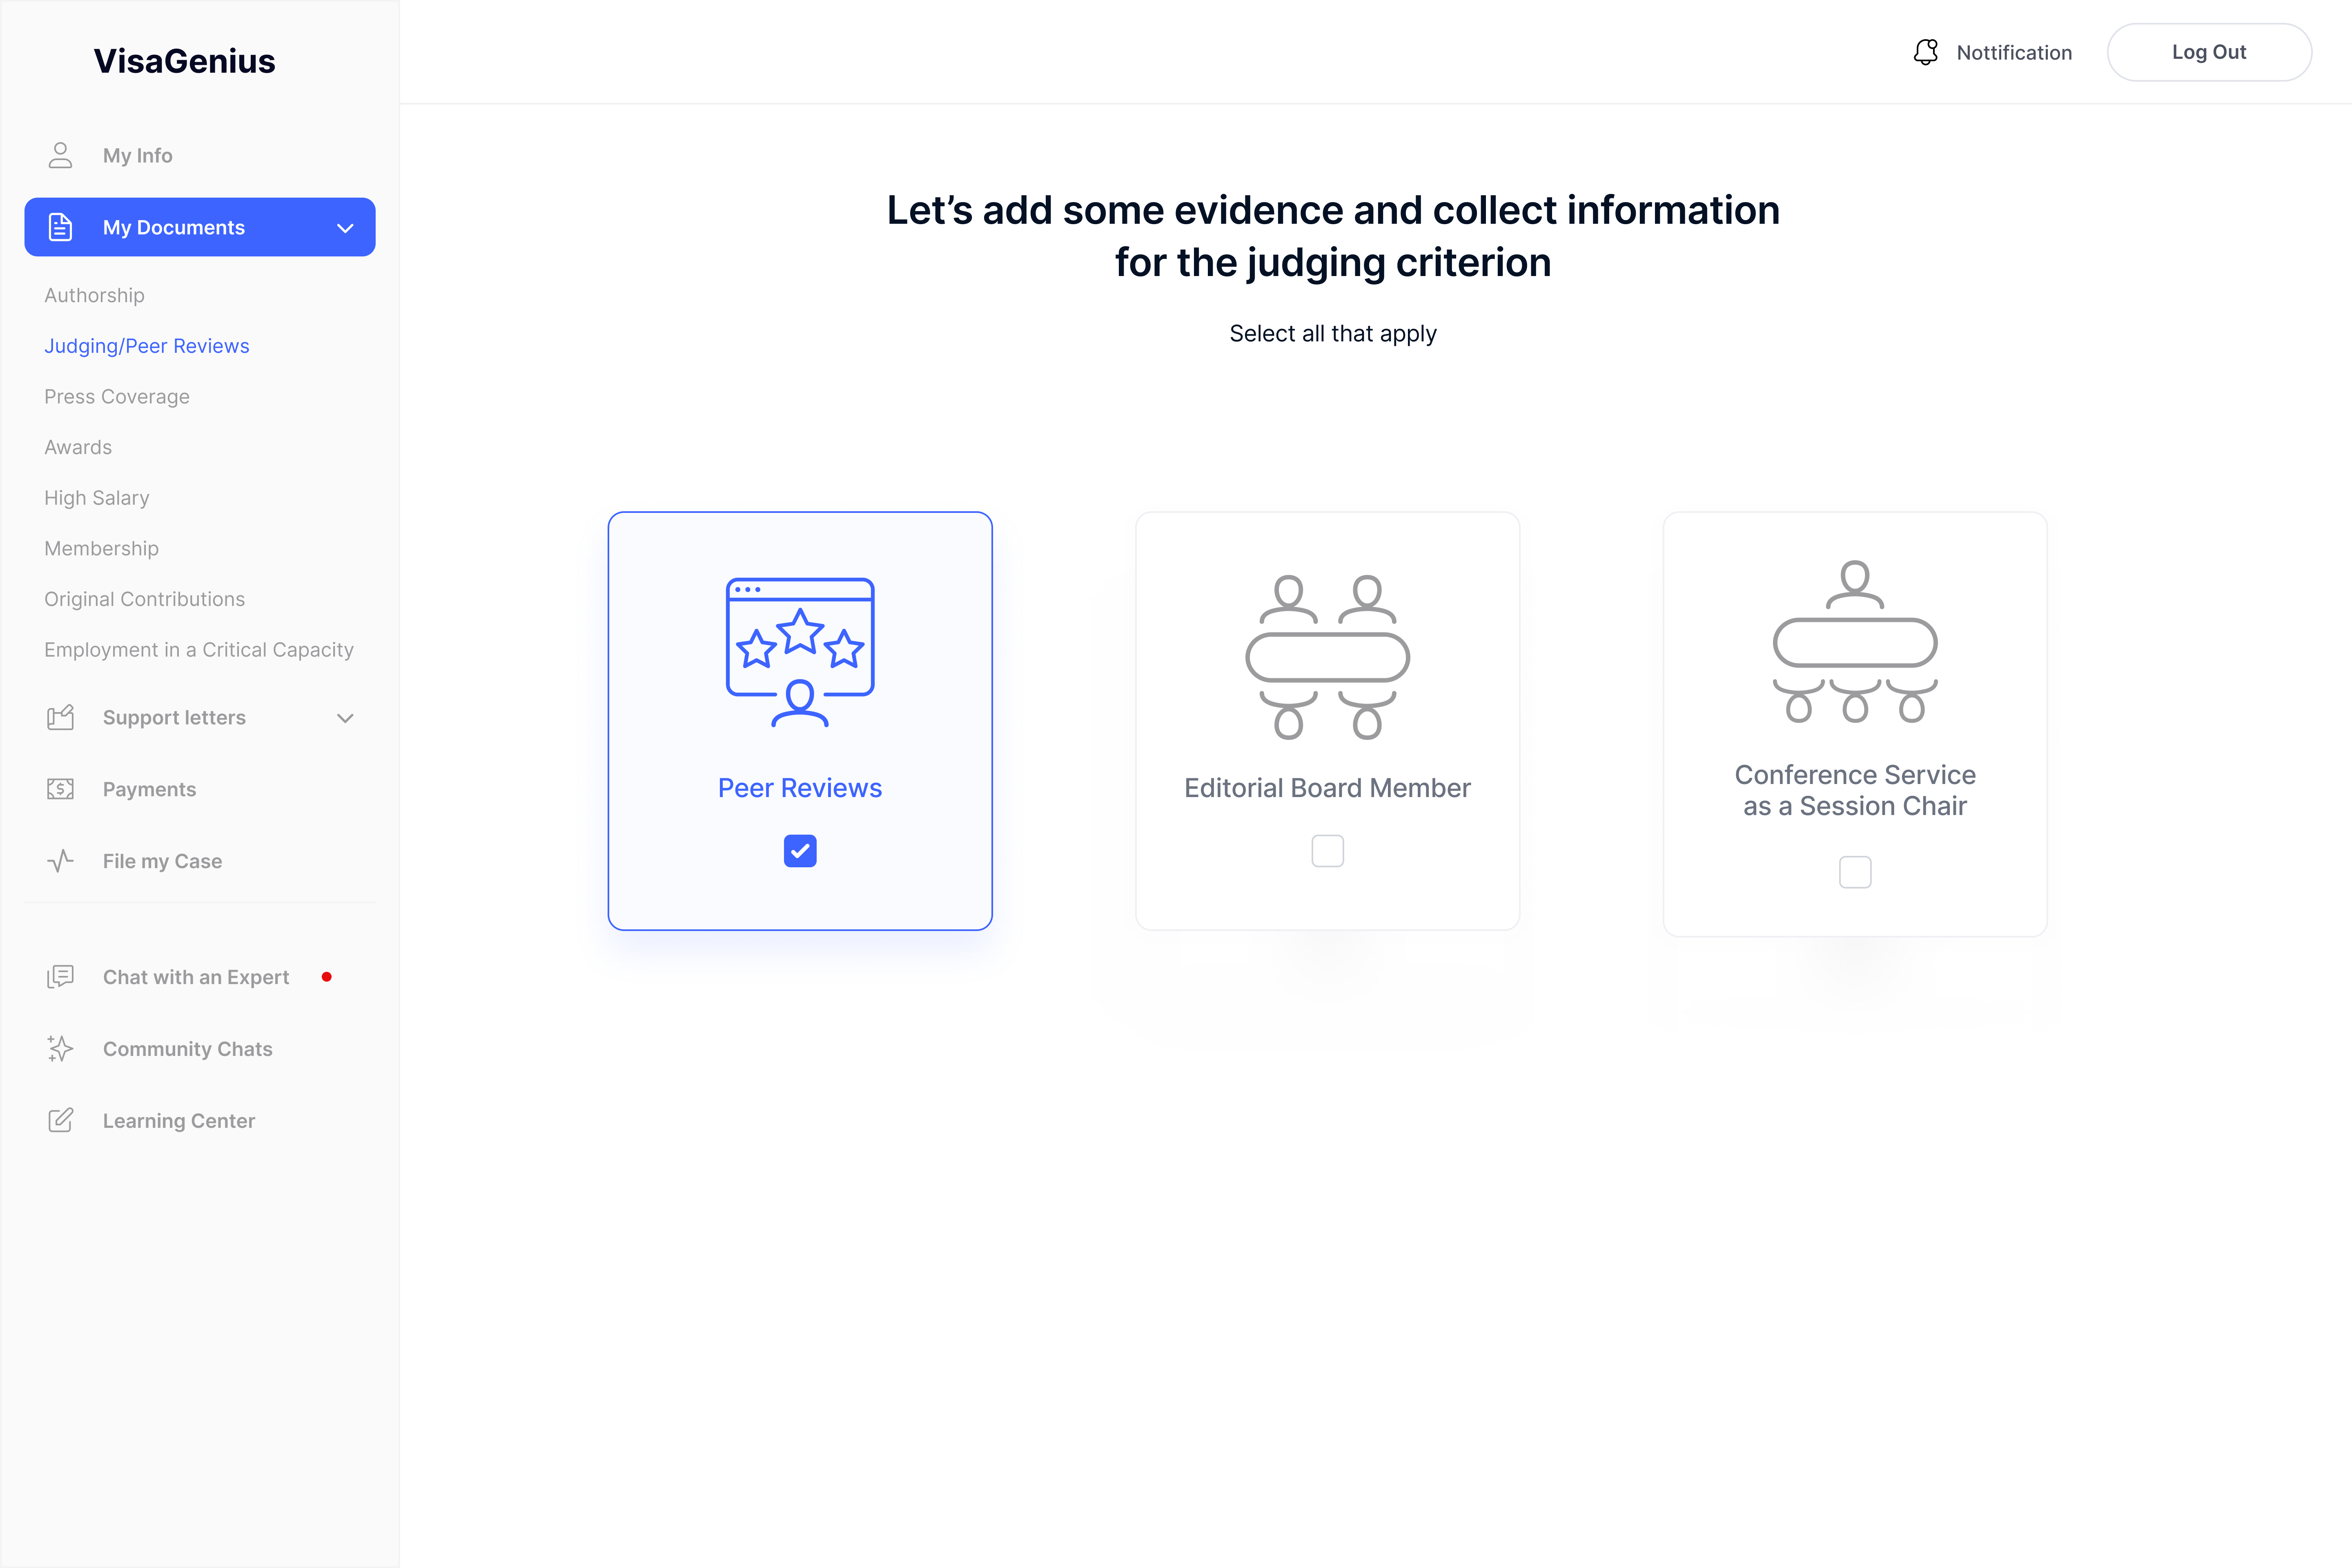 VisaGenius
My Info
My Documents
Authorship
Judging/Peer Reviews
Press Coverage
Awards
High Salary
Membership
Original Contributions
Employment in a Critical Capacity
Support letters
Payments
File my Case
Chat with an Expert
Community Chats
Learning Center
Nottification
Log Out
Let’s add some evidence and collect information
for the judging criterion
Select all that apply
Peer Reviews
Editorial Board Member
Conference Service
as a Session Chair